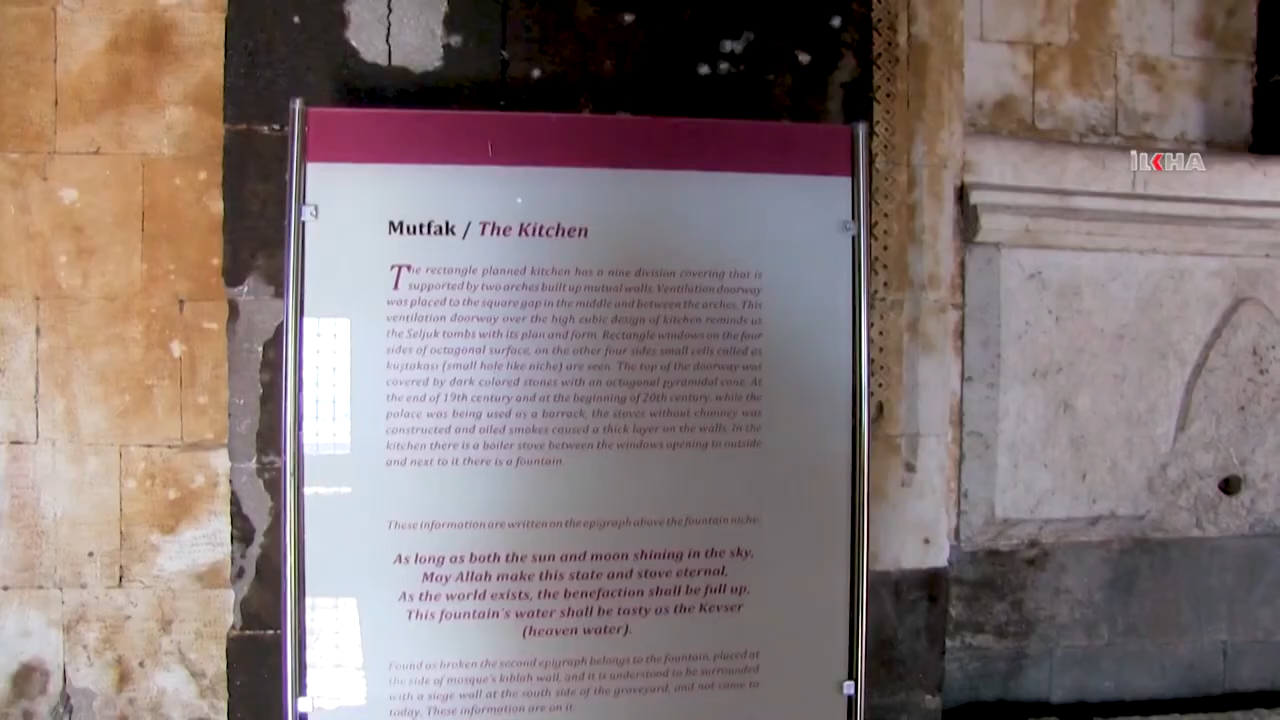 İLKHA
Mutfak / The Kitchen
The rectangle planned kitchen has a nine division covering that is
supported by two arches built up mutual walls. Ventilation doorway
was placed to the square gap in the middle and between the arches. This
ventilation doorway over the high cubic design of kitchen reminds us
the Seljuk tombs with its plan and form. Rectangle windows on the four
sides of octagonal surface, on the other four sides small cells called as
kuştakası (small hole like niche) are seen. The top of the doorway was
covered by dark colored stones with an octagonal pyramidal cone. At
the end of 19th century and at the beginning of 20th century, while the
palace was being used as a barrack, the stoves without chimney was
constructed and oiled smokes caused a thick layer on the walls. In the
kitchen there is a boiler stove between the windows opening to outside
and next to it there is a fountain.
These information are written on the epigraph above the fountain niche:
As long as both the sun and moon shining in the sky,
May Allah make this state and stove eternal,
As the world exists, the benefaction shall be full up,
This fountain's water shall be tasty as the Kevser
(heaven water).
Found as broken the second epigraph belongs to the fountain, placed at
the side of mosque's kiblah wall, and it is understood to be surrounded
with a siege wall at the south side of the graveyard, and not came to
today. These information are on it: